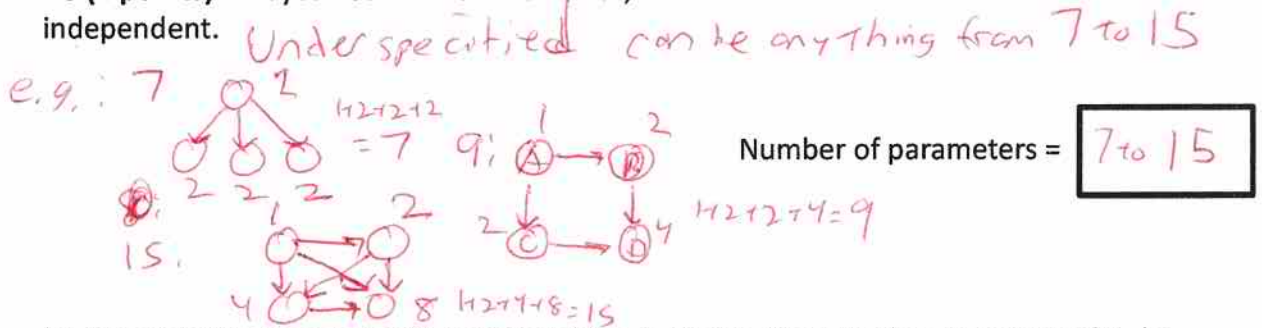 independent. Underspecified can be anything from 7 to 15
e.g.: 7
1
1+2+2+2
= 7
2 2, 2
9:
1
2
A B
2 C D 4
1+2+2+4=9
Number of parameters = 7 to 15
15.
1
2
4
8 1+2+4+8=15